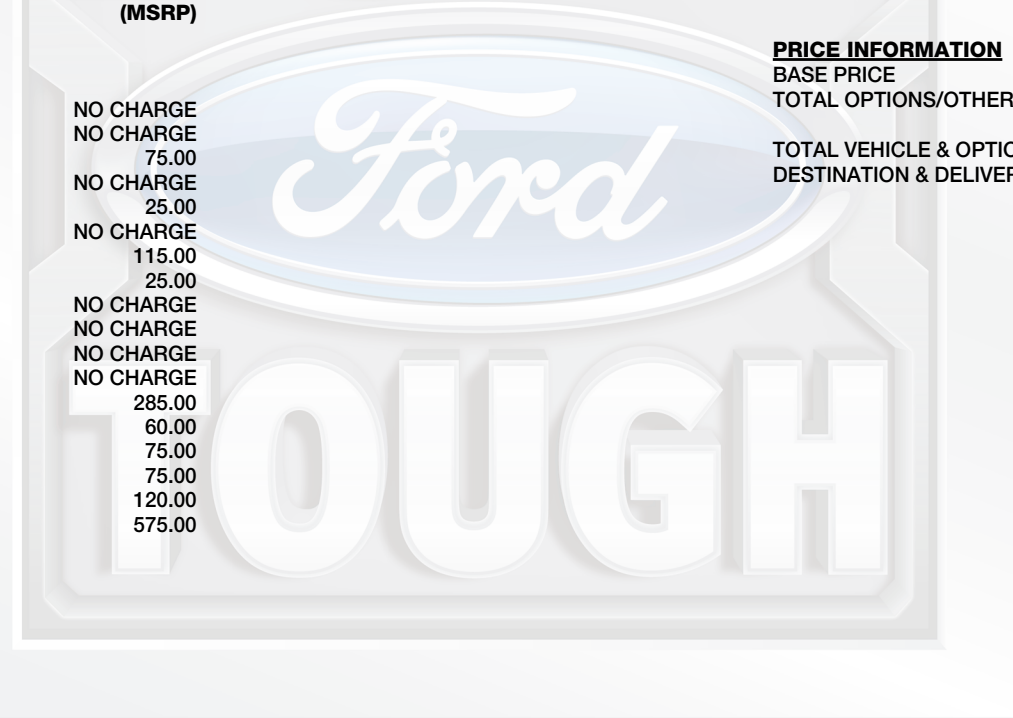 (MSRP)
NO CHARGE
NO CHARGE
75.00
NO CHARGE
25.00
NO CHARGE
115.00
25.00
NO CHARGE
NO CHARGE
NO CHARGE
NO CHARGE
285.00
60.00
75.00
75.00
120.00
575.00
PRICE INFORMATION
BASE PRICE
TOTAL OPTIONS/OTHER
TOTAL VEHICLE & OPTIO
DESTINATION & DELIVER
Ford
TOUGH